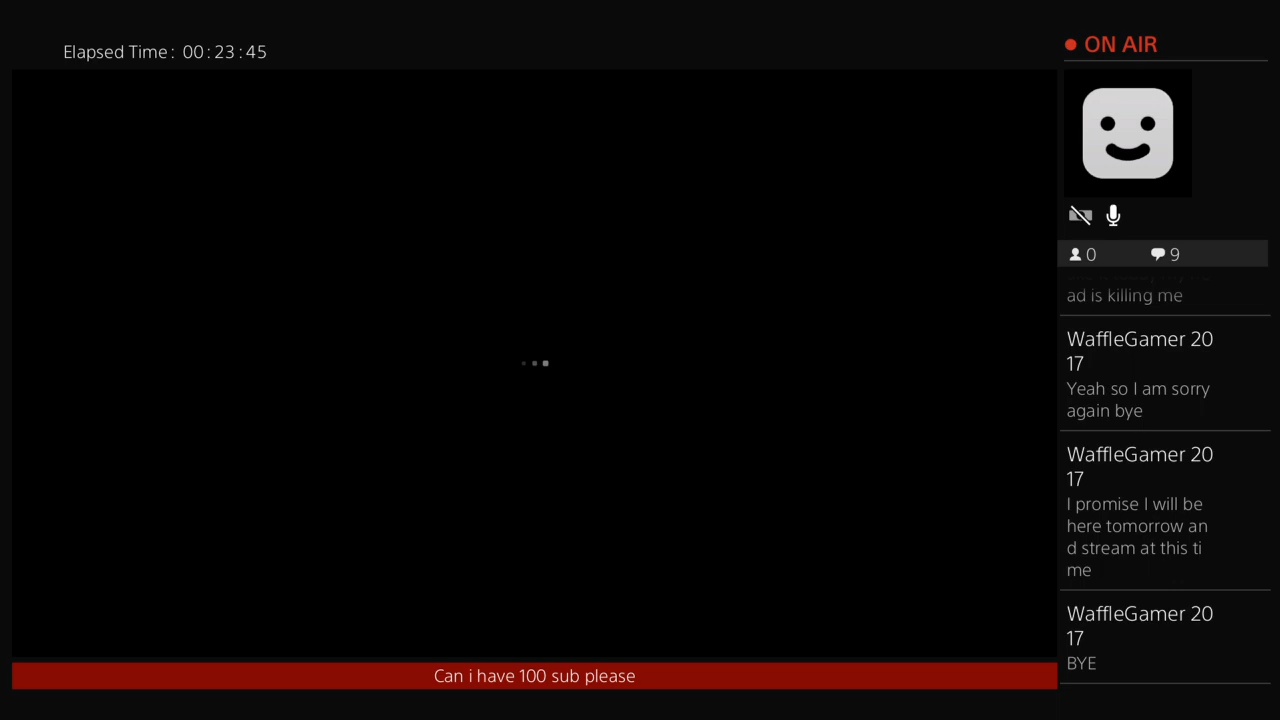 Elapsed Time: 00:23:45
ON AIR
0 9
ad is killing me
WaffleGamer 20
17
Yeah so I am sorry
again bye
WaffleGamer 20
17
I promise I will be
here tomorrow an
d stream at this ti
me
WaffleGamer 20
17
BYE
Can i have 100 sub please